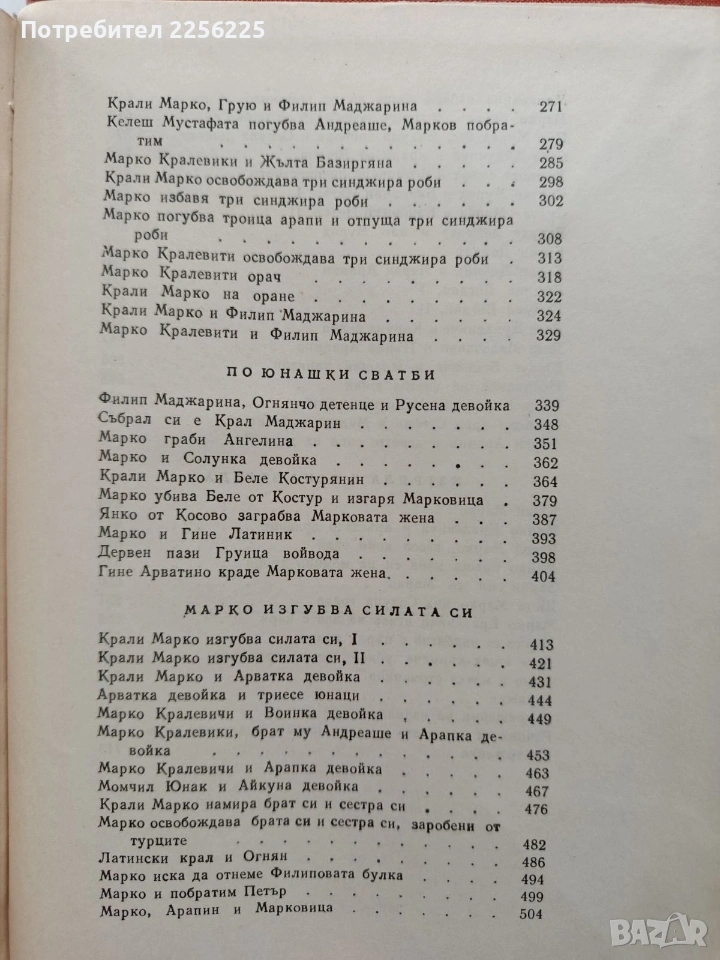 Потребител 2256225
Крали Марко, Грую и Филип Маджарина . . . . 271
Келеш Мустафата погубва Андреаше, Марков побра-
тим . . . . . . . . . . . . 279
Марко Кралевики и Жълта Базиргяна . . . . . 285
Крали Марко освобождава три синджира роби . . . 298
Марко избавя три синджира роби . . . . . . 302
Марко погубва троица арапи и отпуща три синджира
роби . . . . . . . . . . . . 308
Марко Кралевити освобождава три синджира роби . 313
Марко Кралевити орач . . . . . . . . 318
Крали Марко на оране . . . . . . . . 322
Крали Марко и Филип Маджарина . . . . . . 324
Марко Кралевити и Филип Маджарина . . . . . 329
ПО ЮНАШКИ СВАТБИ
Филип Маджарина, Огнянчо детенце и Русена девойка 339
Събрал си е Крал Маджарин . . . . . . . 348
Марко граби Ангелина . . . . . . . . 351
Марко и Солунка девойка . . . . . . . 362
Крали Марко и Беле Костурянин . . . . . 364
Марко убива Беле от Костур и изгаря Марковица . 379
Янко от Косово заграбва Марковата жена . . . 387
Марко и Гине Латиник . . . . . . . 393
Дервен пази Груица войвода . . . . . . 398
Гине Арватино краде Марковата жена. . . . . 404
МАРКО ИЗГУБВА СИЛАТА СИ
Крали Марко изгубва силата си, I . . . . . . 413
Крали Марко изгубва силата си, II . . . . . . 421
Крали Марко и Арватка девойка . . . . . . 431
Арватка девойка и триесе юнаци . . . . . . 444
Марко Кралевичи и Воинка девойка . . . . . 449
Марко Кралевики, брат му Андреаше и Арапка де-
войка . . . . . . . . . . . . 453
Марко Кралевичи и Арапка девойка . . . . . 463
Момчил Юнак и Айкуна девойка . . . . . . 467
Крали Марко намира брат си и сестра си . . . . 476
Марко освобождава брата си и сестра си, заробени от
турците . . . . . . . . . . . 482
Латински крал и Огнян . . . . . . . . 486
Марко иска да отнеме Филиповата булка . . . . 494
Марко и побратим Петър . . . . . . . . 499
Марко, Арапин и Марковица . . . . . . . 504
BAZAR